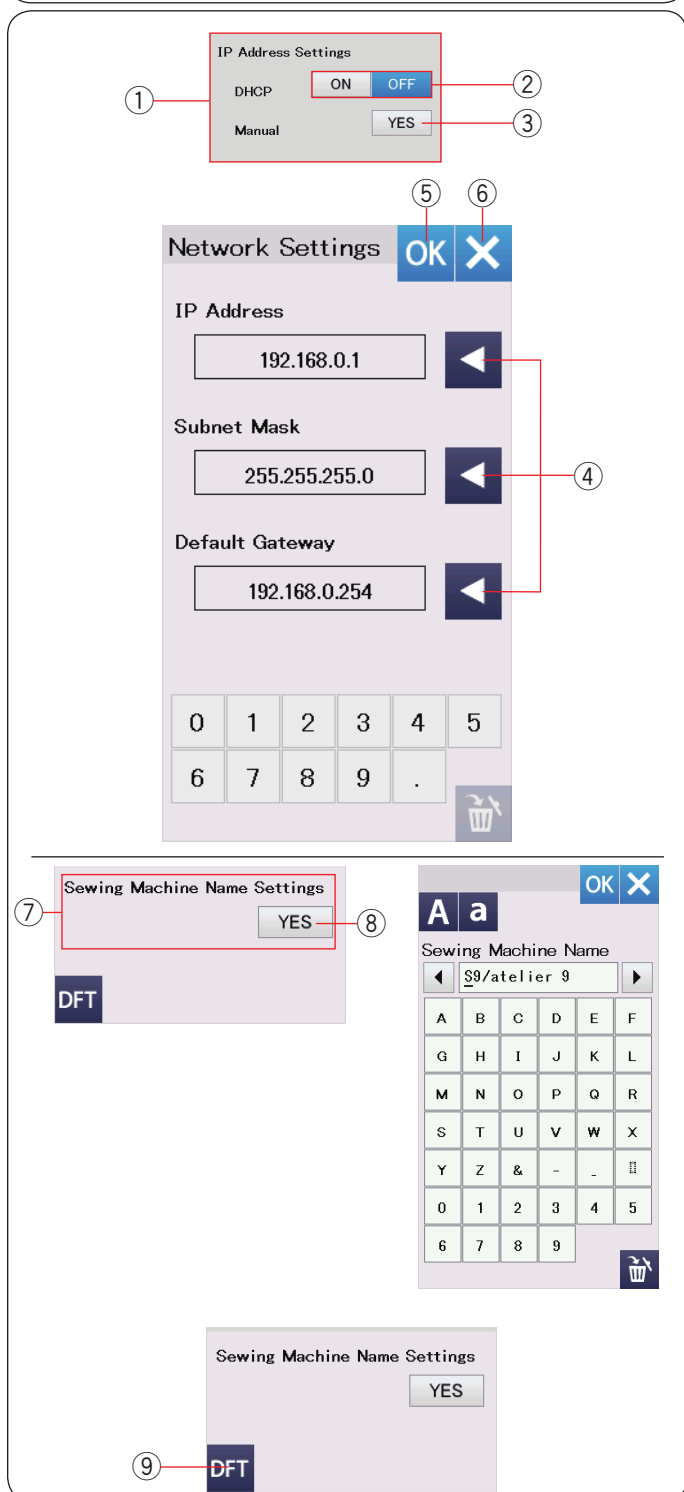 IP Address Settings
① DHCP ON OFF ②
Manual YES ③
⑤ ⑥
Network Settings OK
IP Address
192.168.0.1
Subnet Mask
255.255.255.0 ④
Default Gateway
192.168.0.254
0 1 2 3 4 5
6 7 8 9 .
⑦ Sewing Machine Name Settings
YES ⑧
DFT
OK
A a
Sewing Machine Name
S9/atelier 9
A B C D E F
G H I J K L
M N O P Q R
S T U V W X
Y Z & - _
0 1 2 3 4 5
6 7 8 9
Sewing Machine Name Settings
YES
⑨ DFT